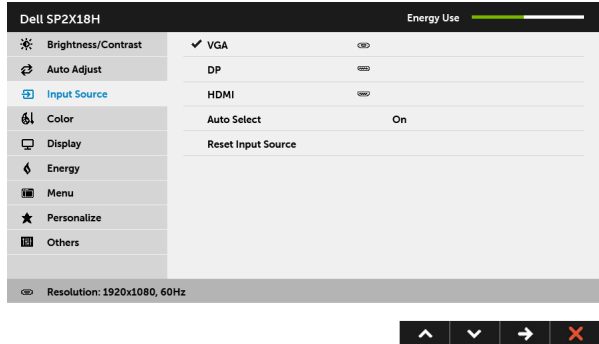 Dell SP2X18H
Energy Use
Brightness/Contrast
Auto Adjust
Input Source
Color
Display
Energy
Menu
Personalize
Others
VGA
DP
HDMI
Auto Select On
Reset Input Source
Resolution: 1920x1080, 60Hz